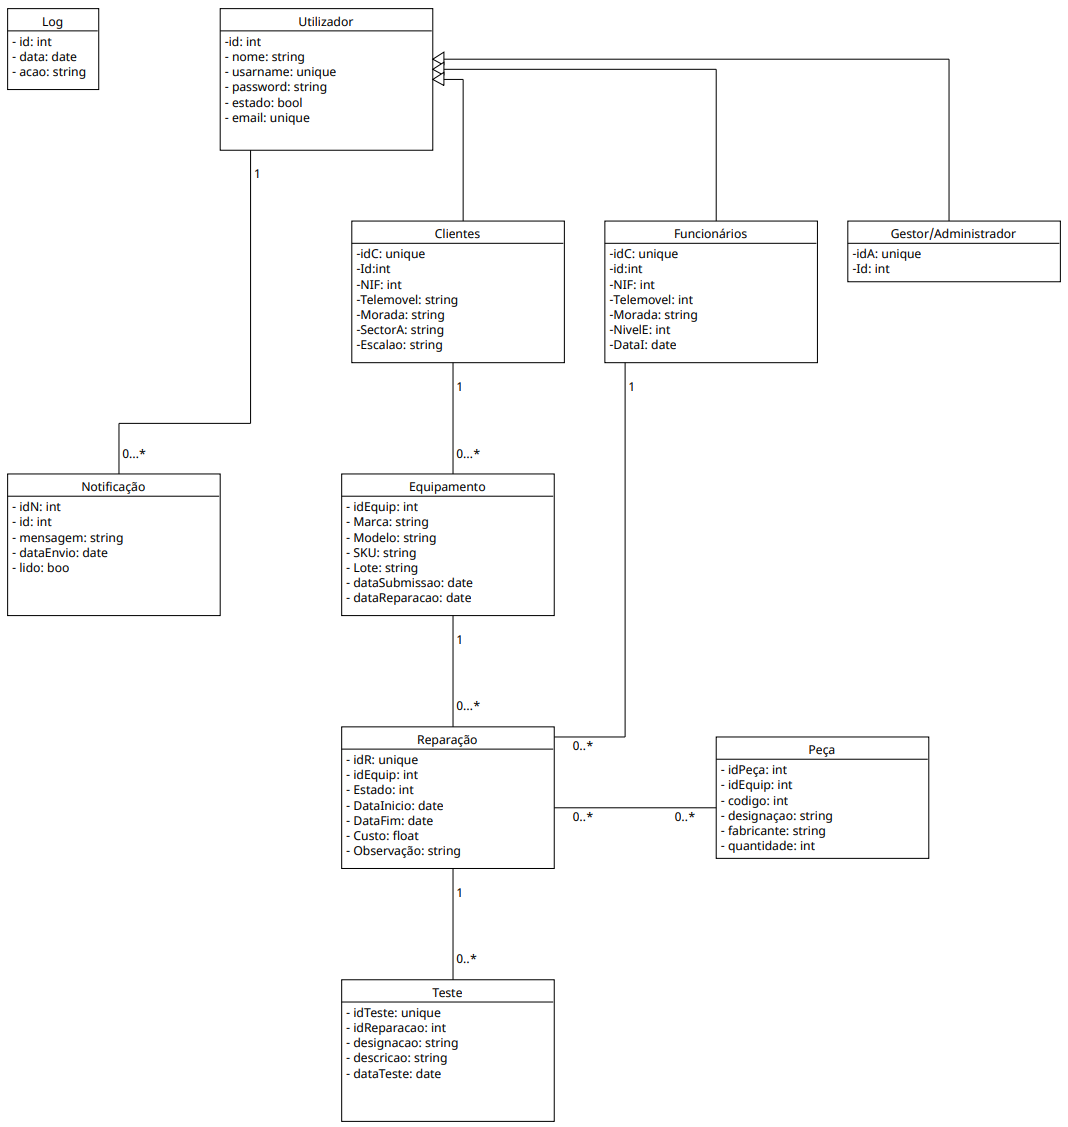 Log
- id: int
- data: date
- acao: string
Utilizador
-id: int
- nome: string
- usarname: unique
- password: string
- estado: bool
- email: unique
1
Clientes
-idC: unique
-Id:int
-NIF: int
-Telemovel: string
-Morada: string
-SectorA: string
-Escalao: string
Funcionários
-idC: unique
-id:int
-NIF: int
-Telemovel: int
-Morada: string
-NivelE: int
-DataI: date
Gestor/Administrador
-idA: unique
-Id: int
1
1
0...*
0...*
Notificação
- idN: int
- id: int
- mensagem: string
- dataEnvio: date
- lido: boo
Equipamento
- idEquip: int
- Marca: string
- Modelo: string
- SKU: string
- Lote: string
- dataSubmissao: date
- dataReparacao: date
1
0...*
Reparação
- idR: unique
- idEquip: int
- Estado: int
- DataInicio: date
- DataFim: date
- Custo: float
- Observação: string
0..*
0..*
0..*
Peça
- idPeça: int
- idEquip: int
- codigo: int
- designaçao: string
- fabricante: string
- quantidade: int
1
0..*
Teste
- idTeste: unique
- idReparacao: int
- designacao: string
- descricao: string
- dataTeste: date